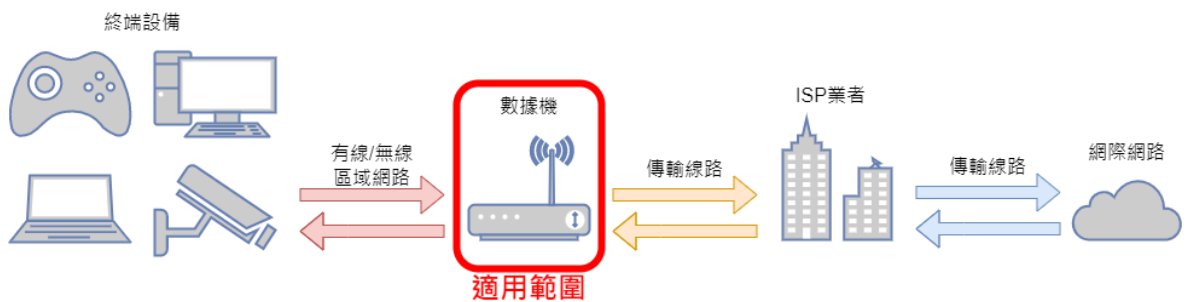 終端設備
數據機
ISP業者
有線/無線
區域網路
傳輸線路
傳輸線路
網際網路
適用範圍